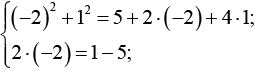 (-2)² + 1² = 5 + 2 · (-2) + 4 · 1;
2 · (-2) = 1 - 5;